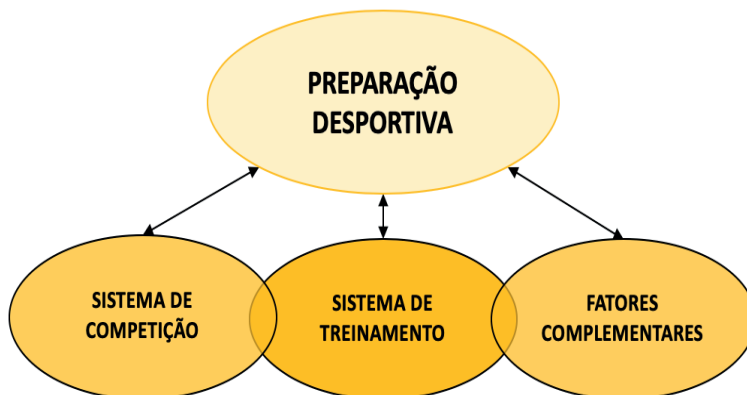 PREPARAÇÃO
DESPORTIVA
SISTEMA DE
COMPETIÇÃO
SISTEMA DE
TREINAMENTO
FATORES
COMPLEMENTARES